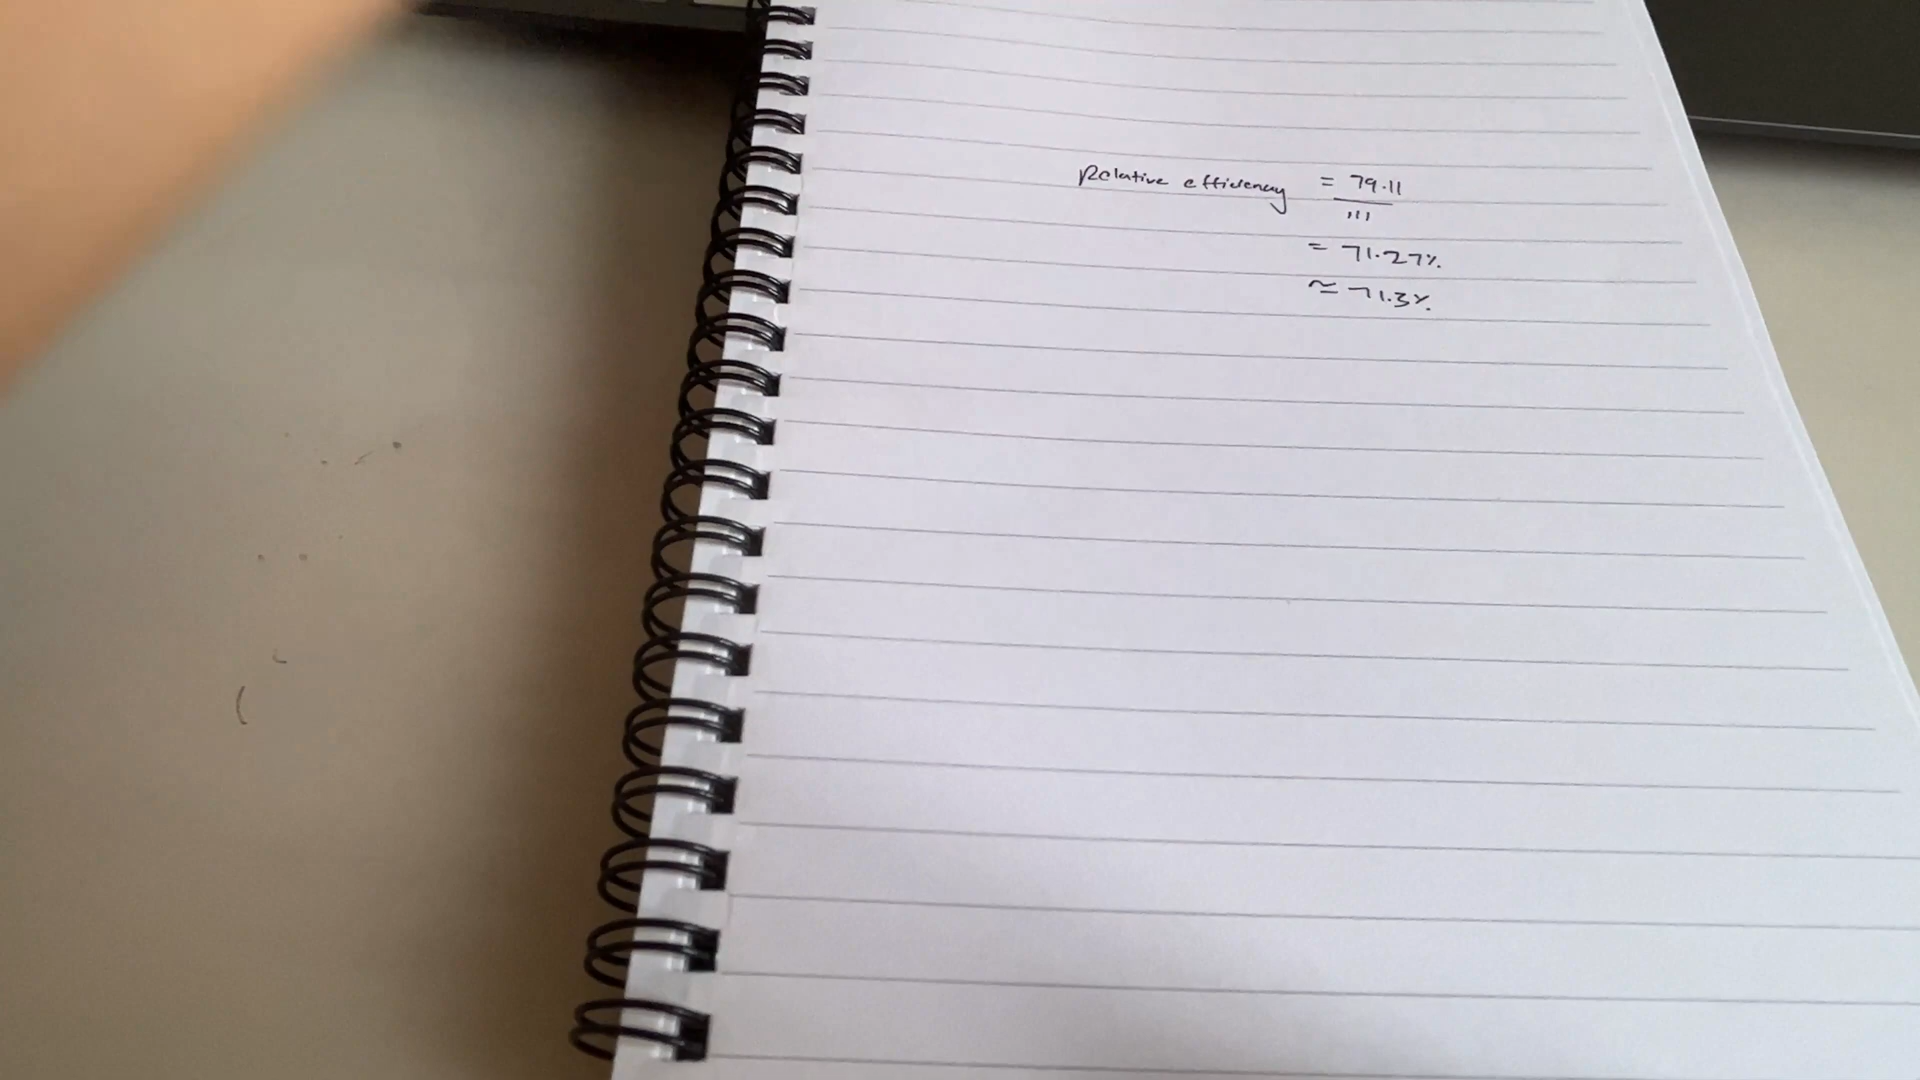 Relative efficiency = 79.11
111
= 71.27%
≃ 71.3%